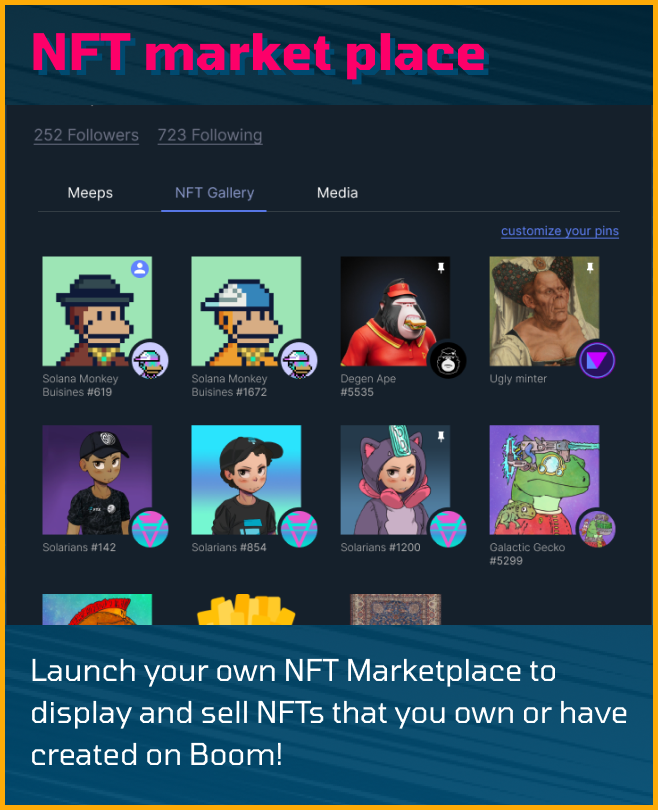 NFT market place
252 Followers 723 Following
Meeps NFT Gallery Media
customize your pins
Solana Monkey
Buisines #619
Solana Monkey
Buisines #1672
Degen Ape
#5535
Ugly minter
Solarians #142
Solarians #854
Solarians #1200
Galactic Gecko
#5299
Launch your own NFT Marketplace to
display and sell NFTs that you own or have
created on Boom!